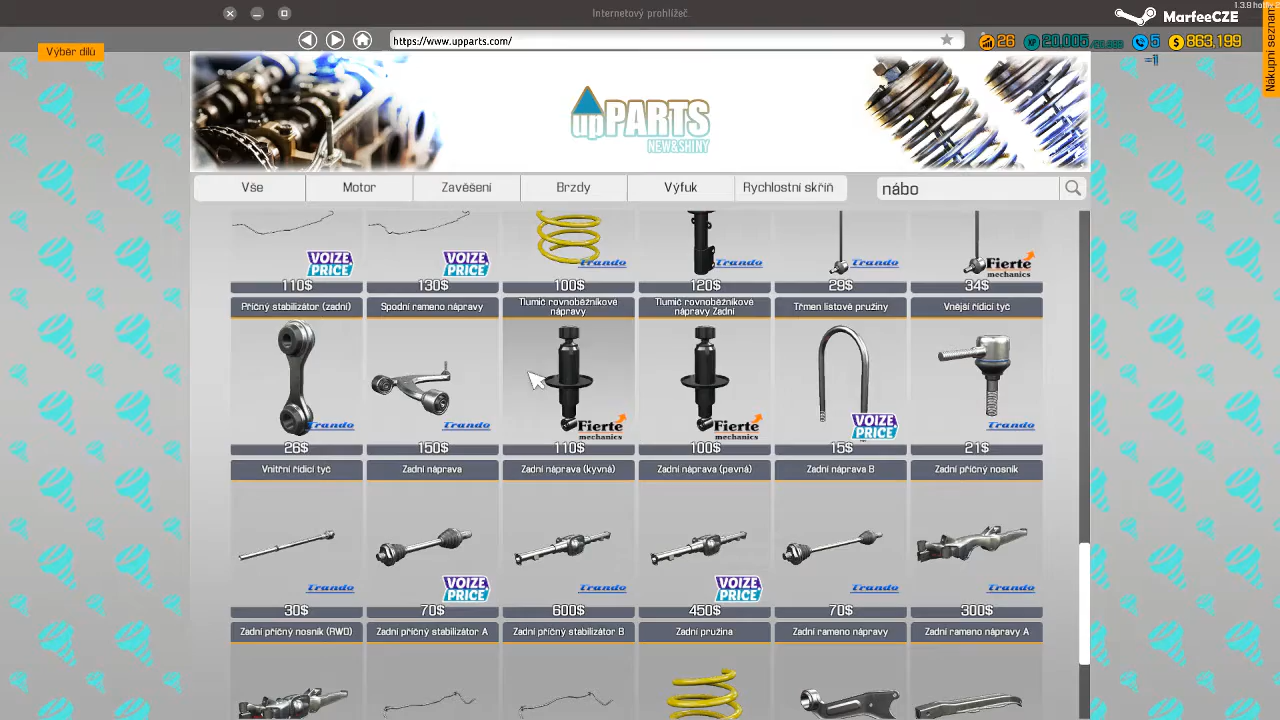 Internetový prohlížeč.
1.3.9
MarfeeCZE
Výběr dílů
https://www.upparts.com/
26
20,005
5
863,199
-1
Nákupní seznam
upPARTS
NEW&SHINY
Vše
Motor
Zavěšení
Brzdy
Výfuk
Rychlostní skříň
nábo
VOIZE PRICE
VOIZE PRICE
Trando
Trando
Trando
Fierte mechanics
110$
130$
100$
120$
29$
34$
Příčný stabilizátor (zadní)
Spodní rameno nápravy
Tlumič rovnoběžníkové nápravy
Tlumič rovnoběžníkové nápravy Zadní
Třmen listové pružiny
Vnější řídicí tyč
Trando
Trando
Fierte mechanics
Fierte mechanics
VOIZE PRICE
Trando
26$
150$
110$
100$
15$
21$
Vnitřní řídicí tyč
Zadní náprava
Zadní náprava (kyvná)
Zadní náprava (pevná)
Zadní náprava B
Zadní příčný nosník
Trando
VOIZE PRICE
Trando
VOIZE PRICE
Trando
Trando
30$
70$
600$
450$
70$
300$
Zadní příčný nosník (RWD)
Zadní příčný stabilizátor A
Zadní příčný stabilizátor B
Zadní pružina
Zadní rameno nápravy
Zadní rameno nápravy A